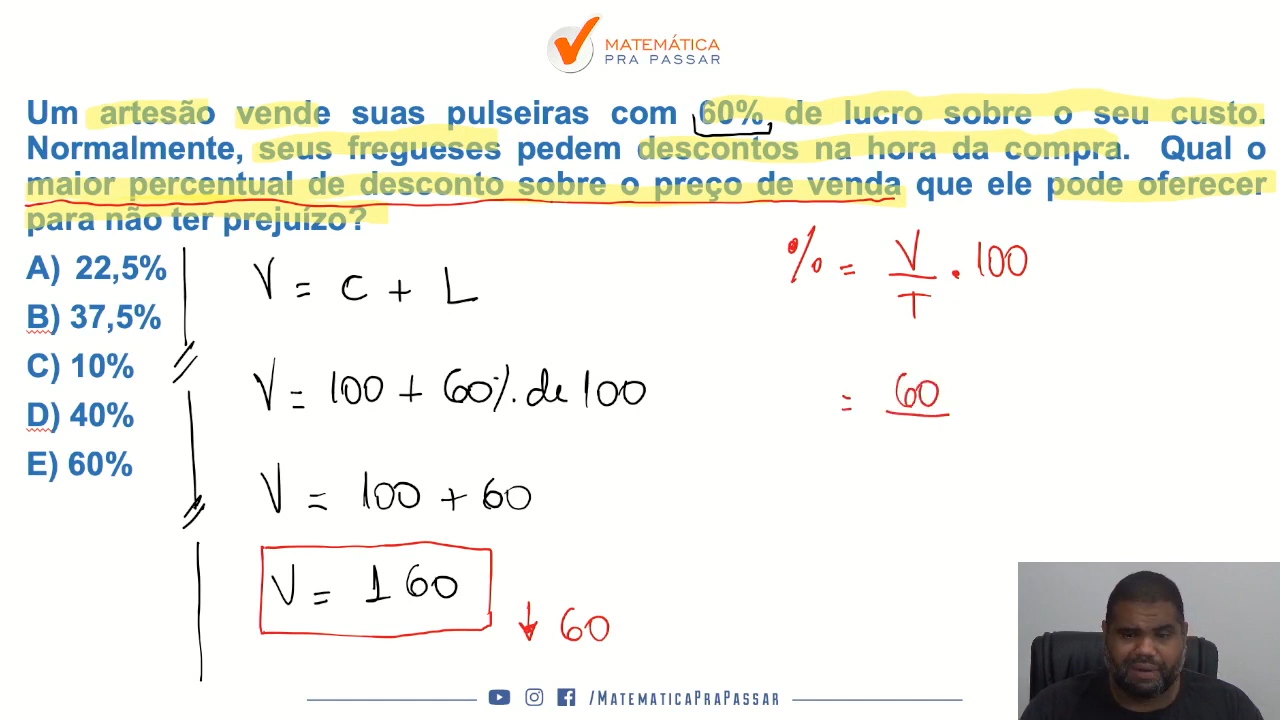 MATEMÁTICA
PRA PASSAR
Um artesão vende suas pulseiras com 60% de lucro sobre o seu custo.
Normalmente, seus fregueses pedem descontos na hora da compra. Qual o
maior percentual de desconto sobre o preço de venda que ele pode oferecer
para não ter prejuízo?
A) 22,5%
B) 37,5%
C) 10%
D) 40%
E) 60%
V = C + L
V = 100 + 60% de 100
V = 100 + 60
V = 160
↓ 60
% = V/T . 100
= 60
/MATEMATICAPRAPASSAR